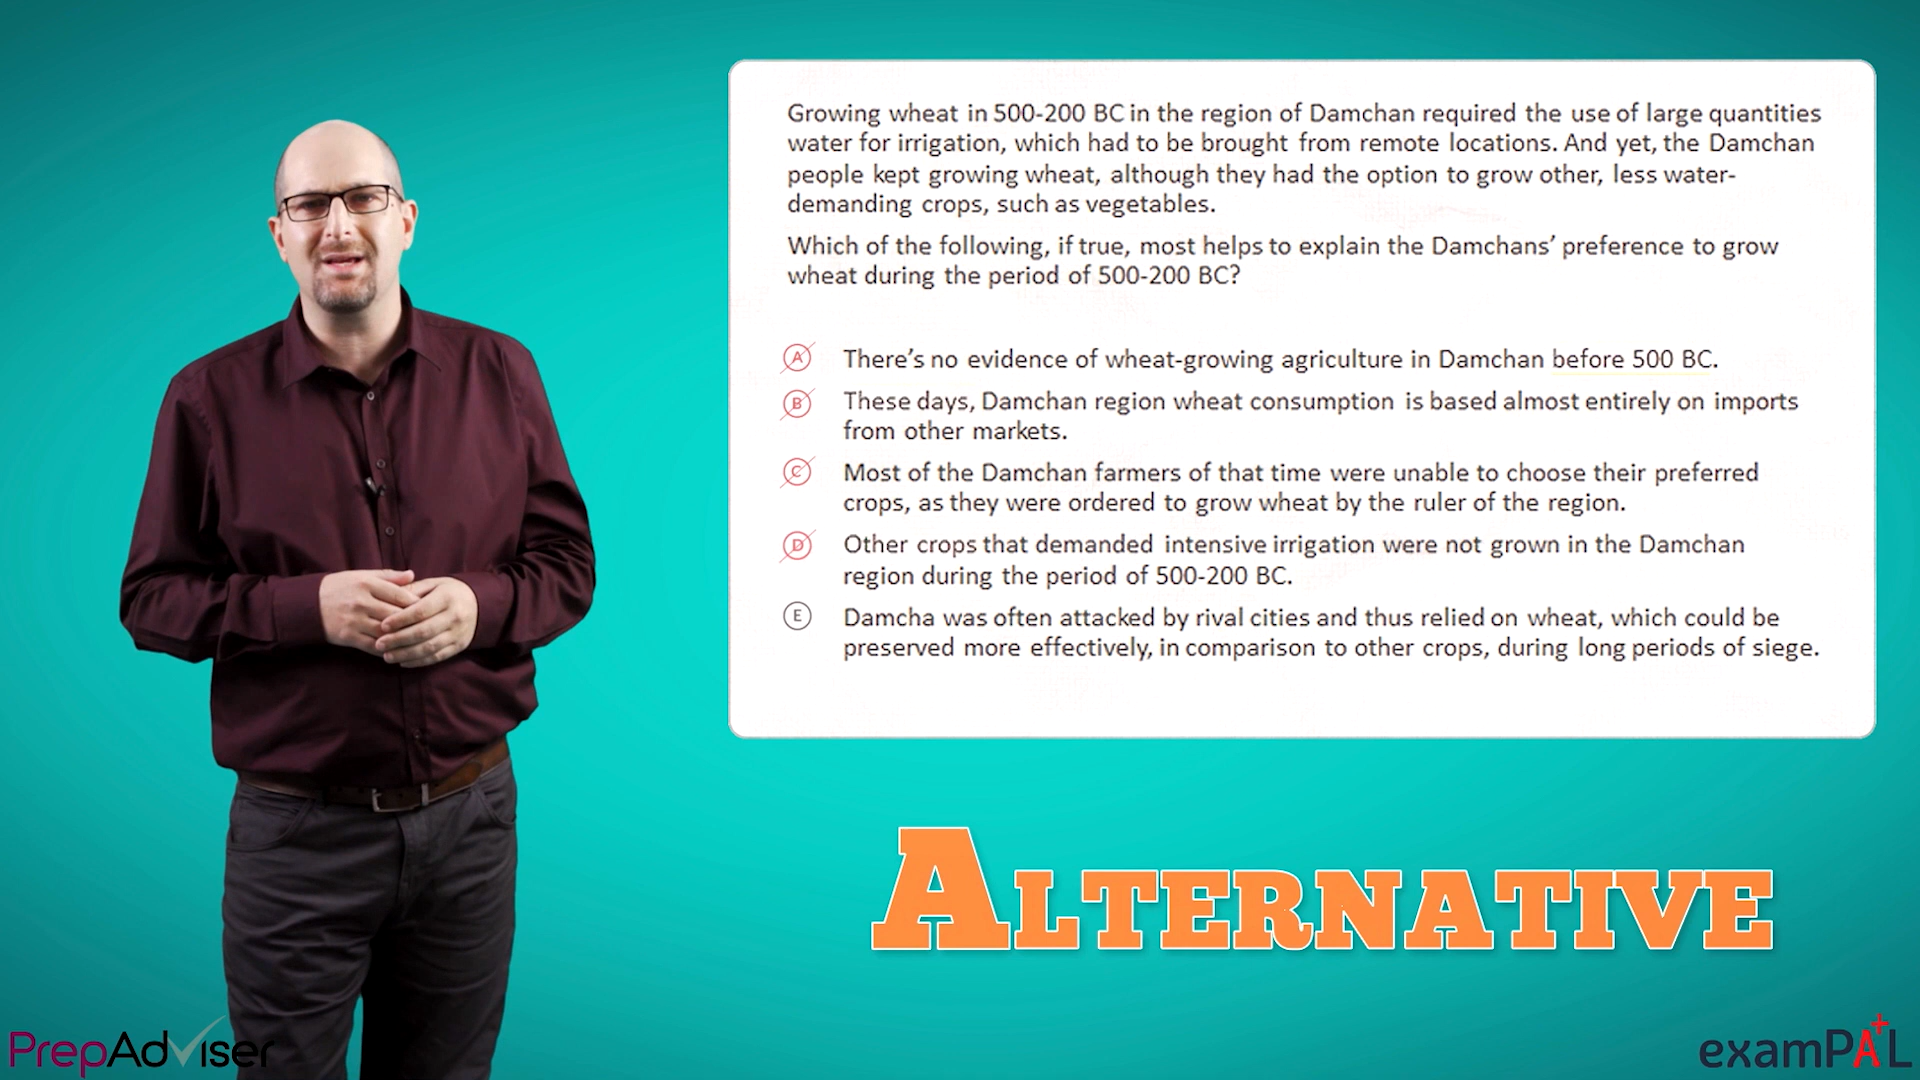 Growing wheat in 500-200 BC in the region of Damchan required the use of large quantities
water for irrigation, which had to be brought from remote locations. And yet, the Damchan
people kept growing wheat, although they had the option to grow other, less water-
demanding crops, such as vegetables.
Which of the following, if true, most helps to explain the Damchans' preference to grow
wheat during the period of 500-200 BC?
A There's no evidence of wheat-growing agriculture in Damchan before 500 BC.
B These days, Damchan region wheat consumption is based almost entirely on imports
from other markets.
C Most of the Damchan farmers of that time were unable to choose their preferred
crops, as they were ordered to grow wheat by the ruler of the region.
D Other crops that demanded intensive irrigation were not grown in the Damchan
region during the period of 500-200 BC.
E Damcha was often attacked by rival cities and thus relied on wheat, which could be
preserved more effectively, in comparison to other crops, during long periods of siege.
ALTERNATIVE
PrepAdviser
examPAL